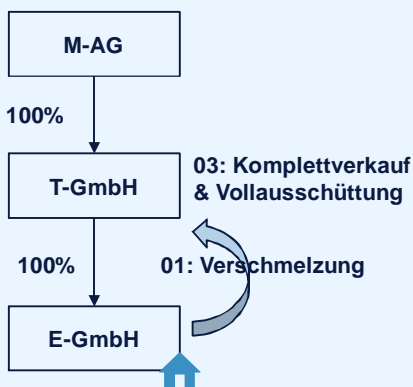 M-AG
100%
T-GmbH
03: Komplettverkauf
& Vollausschüttung
100%
01: Verschmelzung
E-GmbH